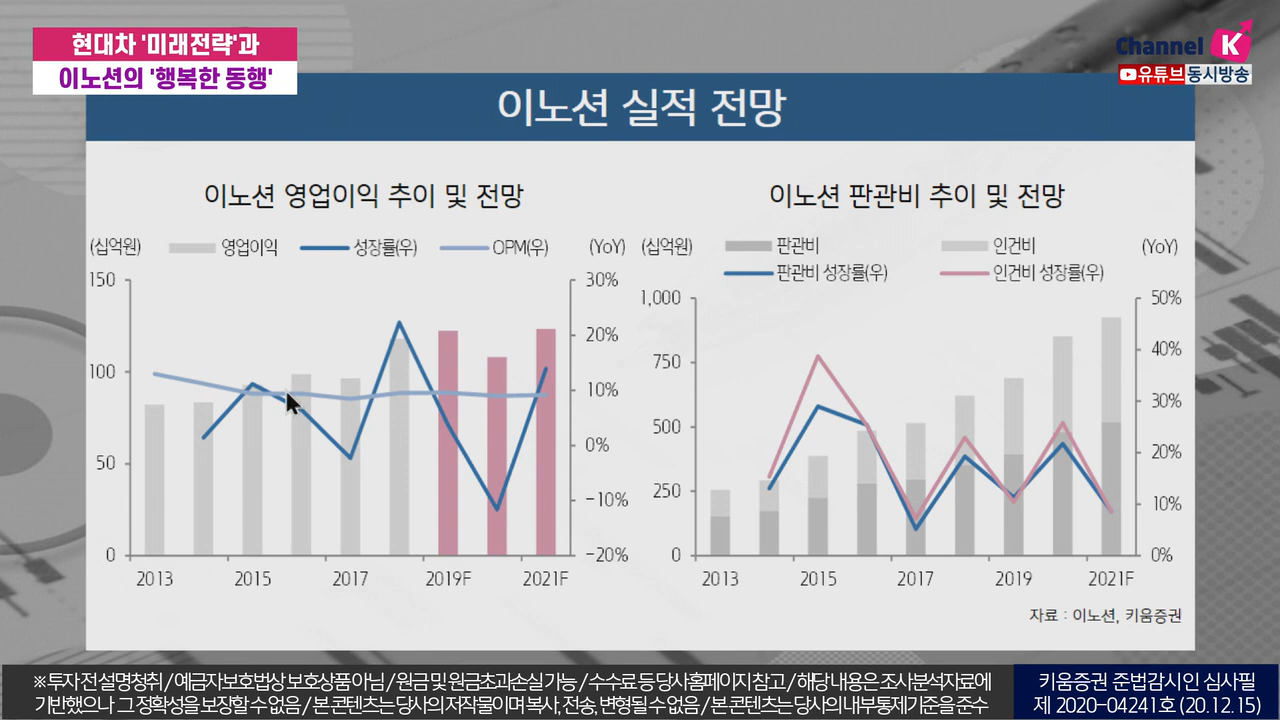 현대차 '미래전략'과
이노션의 '행복한 동행'
Channel K
유튜브동시방송
이노션 실적 전망
이노션 영업이익 추이 및 전망
(십억원) 영업이익 성장률(우) OPM(우) (YoY)
150 30%
20%
100
10%
50 0%
-10%
0 -20%
2013 2015 2017 2019F 2021F
이노션 판관비 추이 및 전망
(십억원) 판관비 인건비 (YoY)
판관비 성장률(우) 인건비 성장률(우)
1,000 50%
750 40%
30%
500
20%
250 10%
0 0%
2013 2015 2017 2019 2021F
자료 : 이노션, 키움증권
※ 투자 전 설명청취 / 예금자보호법상 보호상품 아님 / 원금 및 원금초과손실 가능 / 수수료 등 당사홈페이지 참고 / 해당 내용은 조사분석자료에
기반했으나 그 정확성을 보장할 수 없음 / 본 콘텐츠는 당사의 저작물이며 복사, 전송, 변형될 수 없음 / 본 콘텐츠는 당사의 내부통제기준을 준수
키움증권 준법감시인 심사필
제 2020-04241호 (20.12.15)